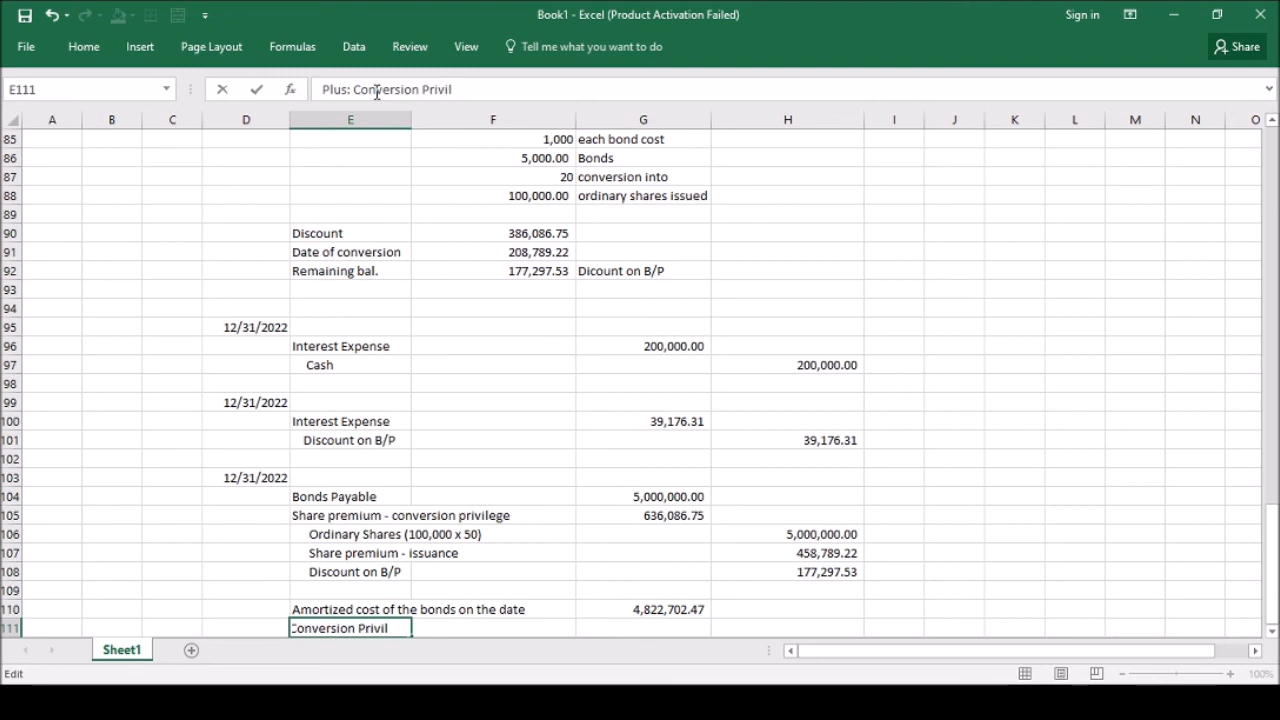 Book1 - Excel (Product Activation Failed)
Sign in
File Home Insert Page Layout Formulas Data Review View Tell me what you want to do Share
E111 fx Plus: Conversion Privil
A B C D E F G H I J K L M N O
85 1,000 each bond cost
86 5,000.00 Bonds
87 20 conversion into
88 100,000.00 ordinary shares issued
89
90 Discount 386,086.75
91 Date of conversion 208,789.22
92 Remaining bal. 177,297.53 Dicount on B/P
93
94
95 12/31/2022
96 Interest Expense 200,000.00
97 Cash 200,000.00
98
99 12/31/2022
100 Interest Expense 39,176.31
101 Discount on B/P 39,176.31
102
103 12/31/2022
104 Bonds Payable 5,000,000.00
105 Share premium - conversion privilege 636,086.75
106 Ordinary Shares (100,000 x 50) 5,000,000.00
107 Share premium - issuance 458,789.22
108 Discount on B/P 177,297.53
109
110 Amortized cost of the bonds on the date 4,822,702.47
111 Conversion Privil
Sheet1
Edit 100%